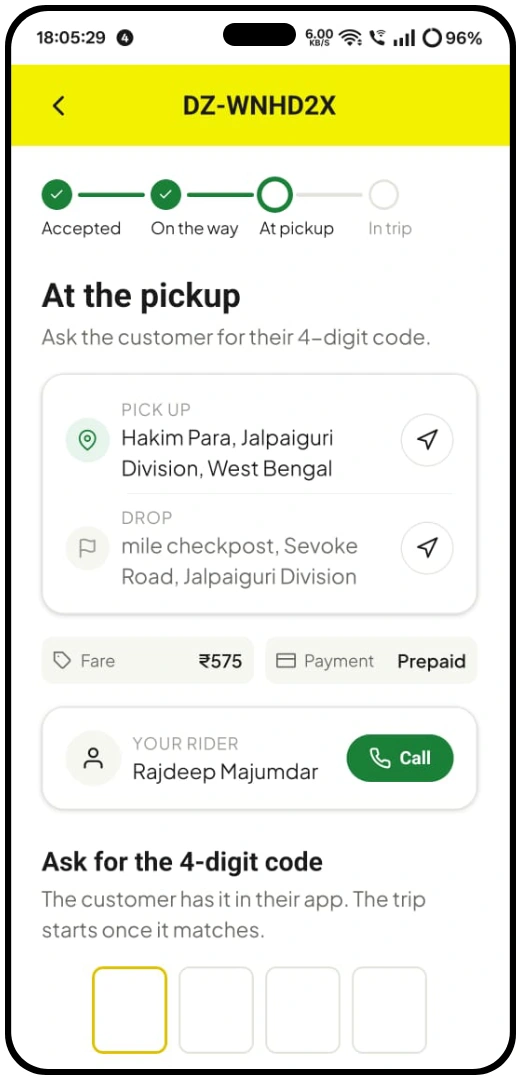 18:05:29 4 6.00 KB/S 96%
DZ-WNHD2X
Accepted On the way At pickup In trip
At the pickup
Ask the customer for their 4-digit code.
PICK UP
Hakim Para, Jalpaiguri
Division, West Bengal
DROP
mile checkpost, Sevoke
Road, Jalpaiguri Division
Fare ₹575 Payment Prepaid
YOUR RIDER
Rajdeep Majumdar
Call
Ask for the 4-digit code
The customer has it in their app. The trip
starts once it matches.